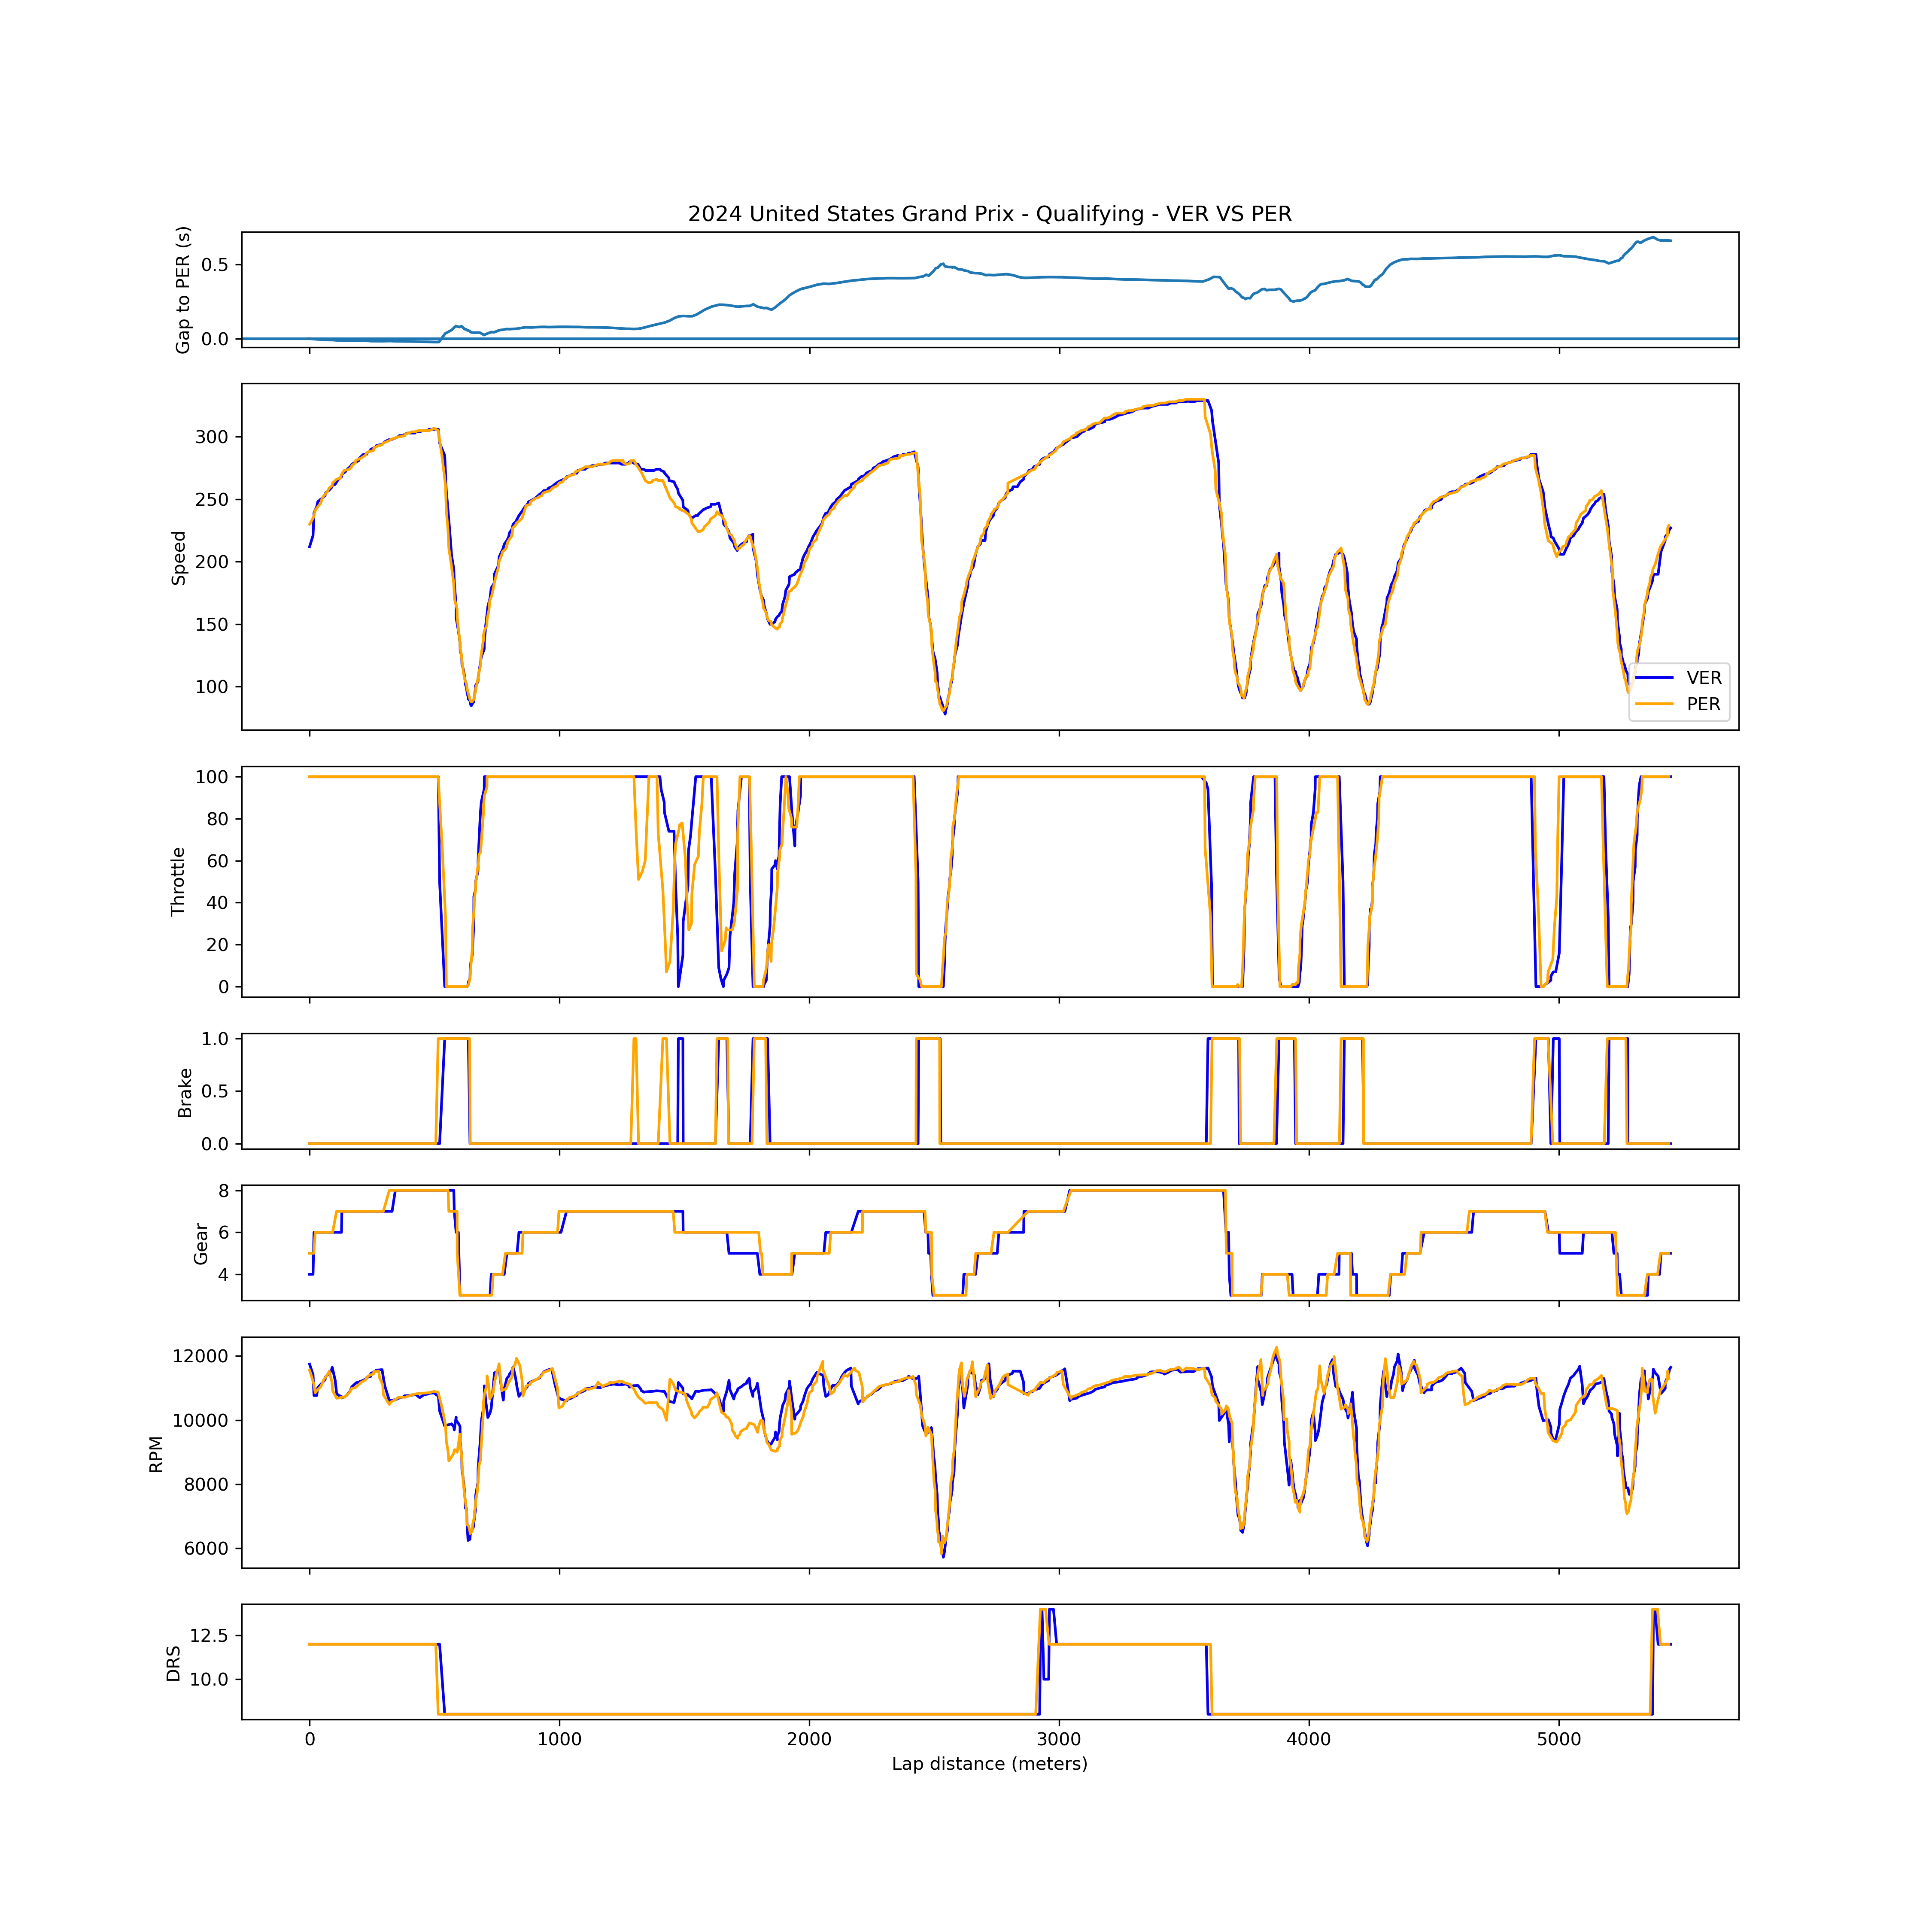 2024 United States Grand Prix - Qualifying - VER VS PER
Gap to PER (s)
0.5
0.0
Speed
300
250
200
150
100
VER
PER
Throttle
100
80
60
40
20
0
Brake
1.0
0.5
0.0
Gear
8
6
4
RPM
12000
10000
8000
6000
DRS
12.5
10.0
0 1000 2000 3000 4000 5000
Lap distance (meters)